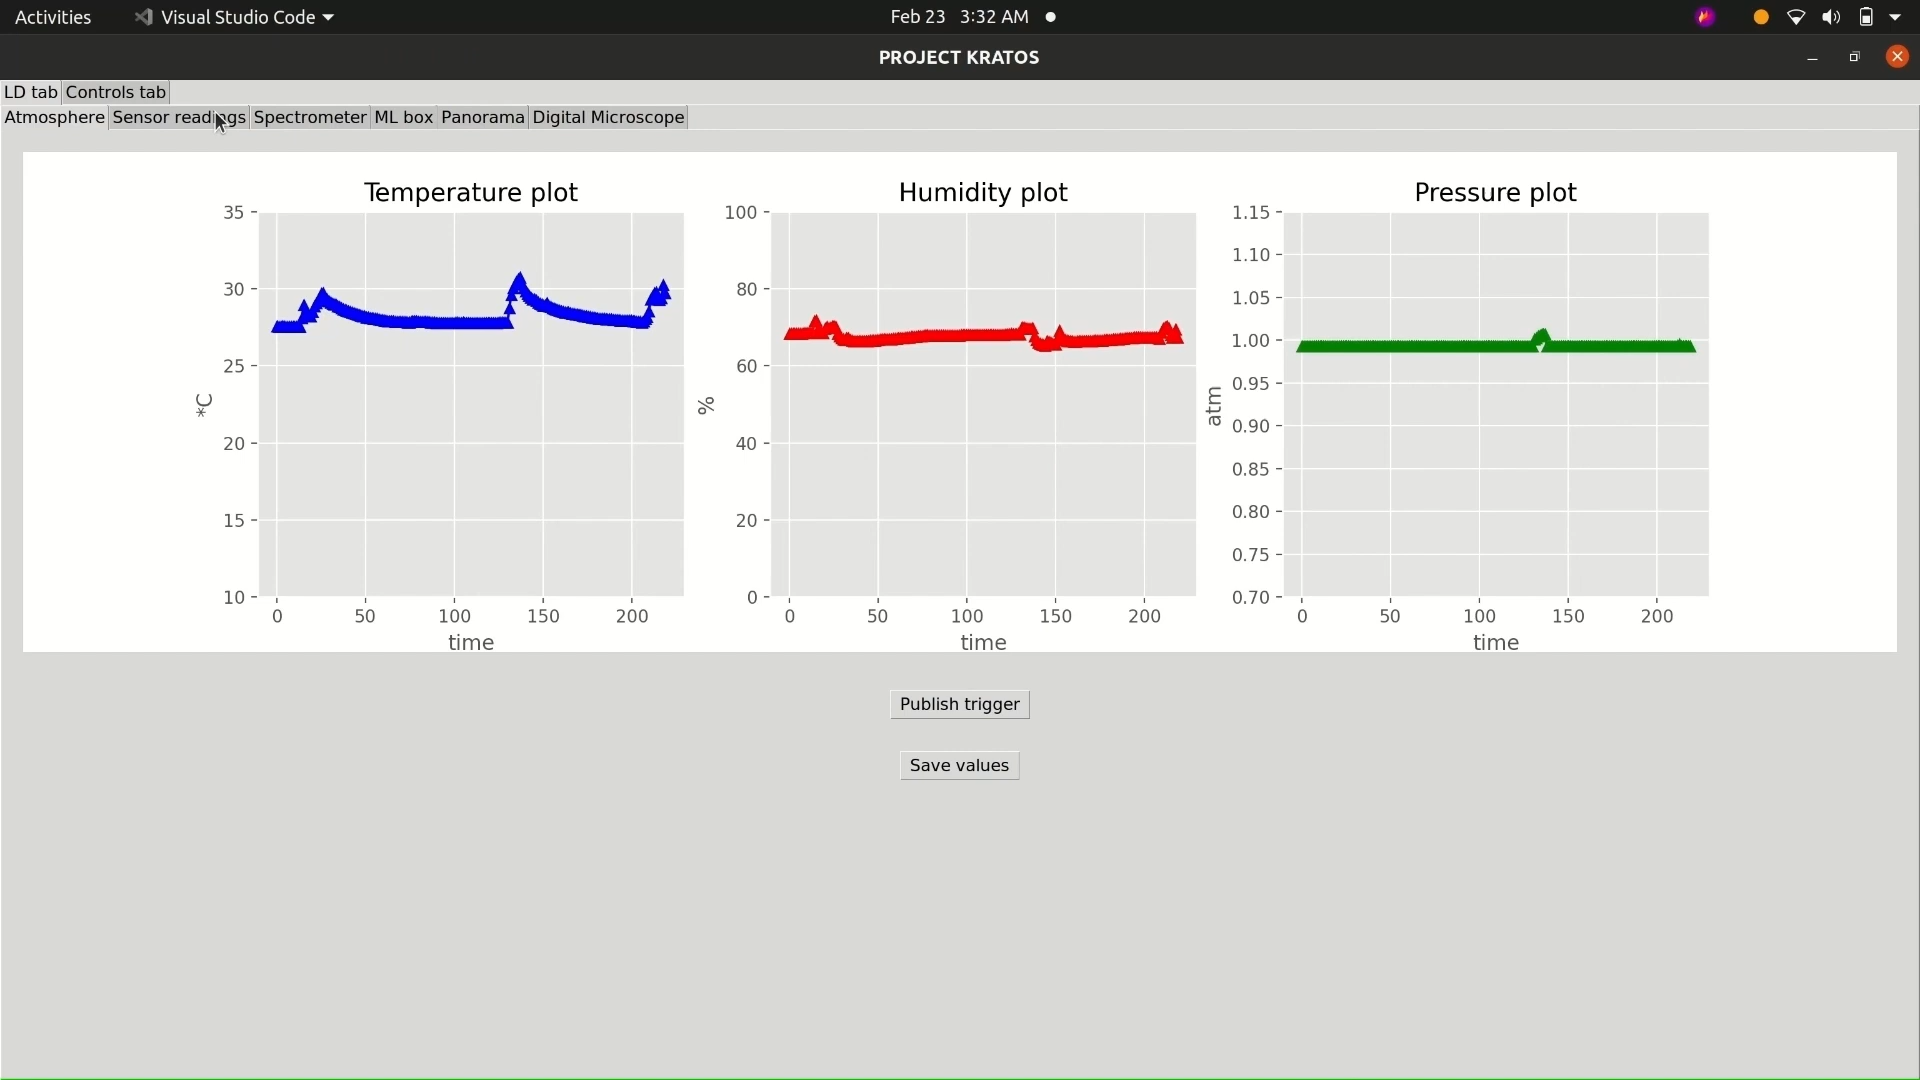 Activities Visual Studio Code Feb 23 3:32 AM
PROJECT KRATOS
LD tab Controls tab
Atmosphere Sensor readings Spectrometer ML box Panorama Digital Microscope
Temperature plot
35
30
25
20
15
10
*C
0 50 100 150 200
time
Humidity plot
100
80
60
40
20
0
%
0 50 100 150 200
time
Pressure plot
1.15
1.10
1.05
1.00
0.95
0.90
0.85
0.80
0.75
0.70
atm
0 50 100 150 200
time
Publish trigger
Save values